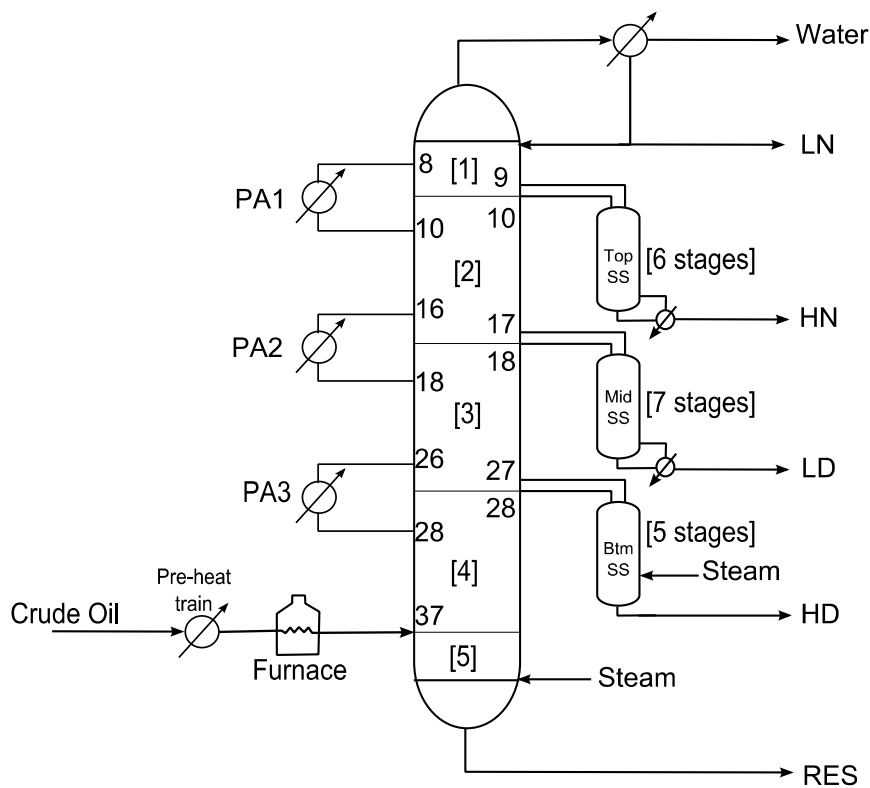 Water
LN
8
[1]
9
PA1
10
10
Top
SS
[6 stages]
[2]
16
17
HN
PA2
18
18
Mid
SS
[7 stages]
[3]
26
27
LD
PA3
28
28
Btm
SS
[5 stages]
Steam
[4]
Pre-heat
train
Crude Oil
37
HD
Furnace
[5]
Steam
RES